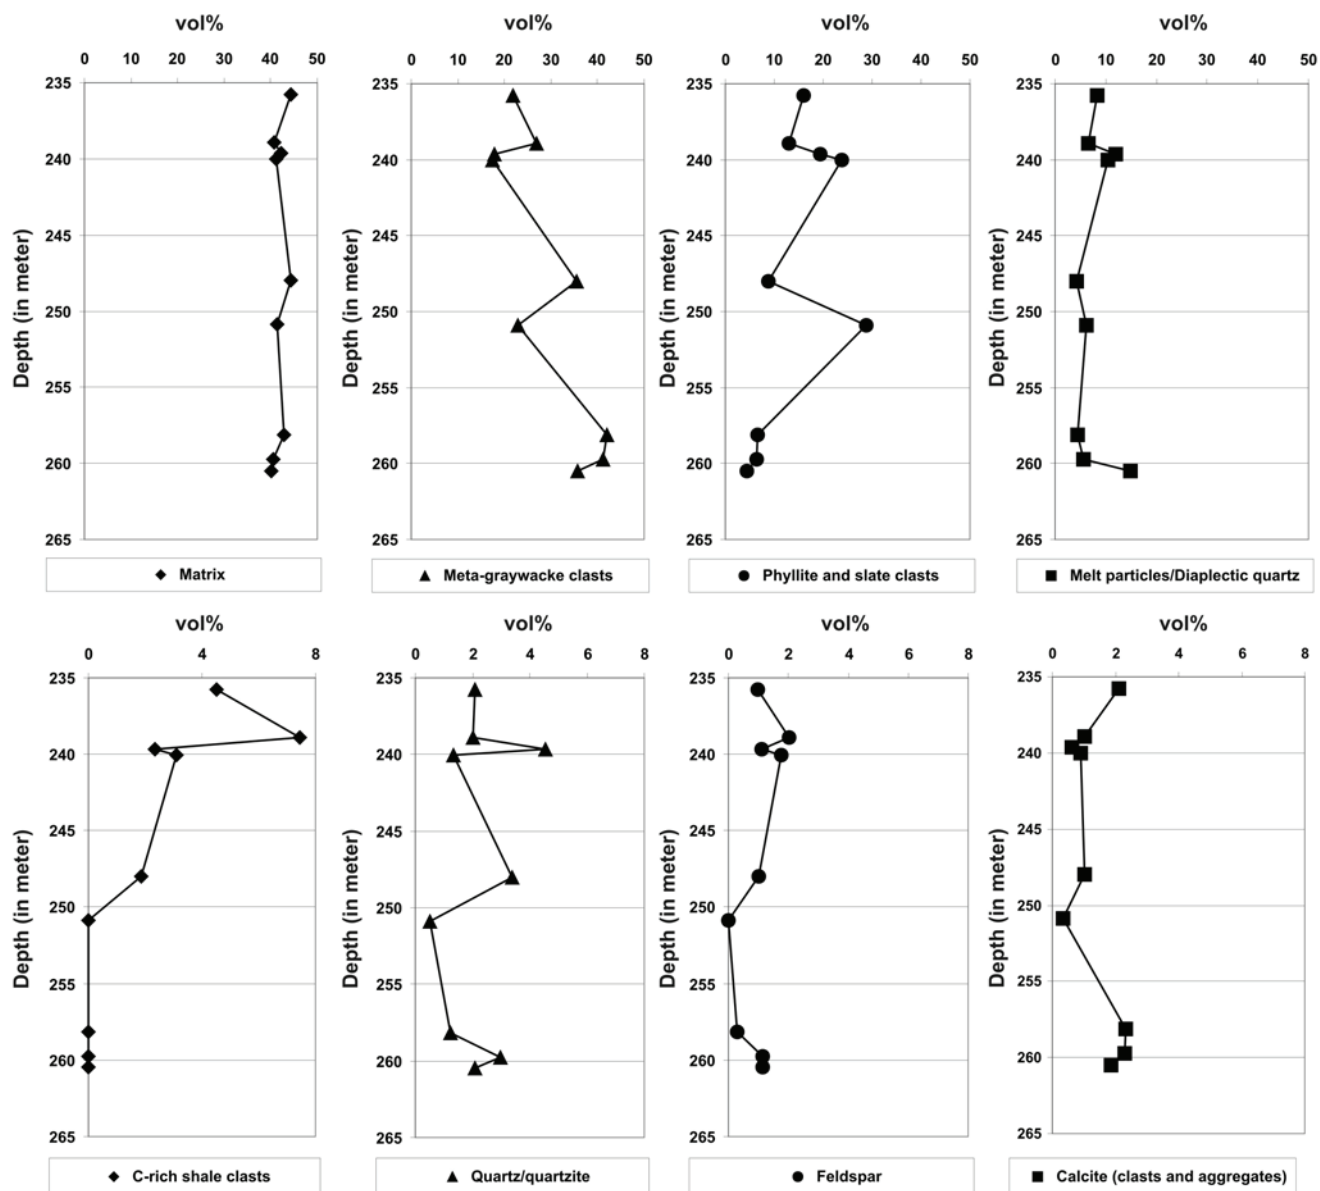 vol% vol% vol% vol%
0 10 20 30 40 50 0 10 20 30 40 50 0 10 20 30 40 50 0 10 20 30 40 50
235 235 235 235
240 240 240 240
245 245 245 245
250 250 250 250
255 255 255 255
260 260 260 260
265 265 265 265
Depth (in meter) Depth (in meter) Depth (in meter) Depth (in meter)
Matrix Meta-graywacke clasts Phyllite and slate clasts Melt particles/Diaplectic quartz
vol% vol% vol% vol%
0 4 8 0 2 4 6 8 0 2 4 6 8 0 2 4 6 8
235 235 235 235
240 240 240 240
245 245 245 245
250 250 250 250
255 255 255 255
260 260 260 260
265 265 265 265
Depth (in meter) Depth (in meter) Depth (in meter) Depth (in meter)
C-rich shale clasts Quartz/quartzite Feldspar Calcite (clasts and aggregates)